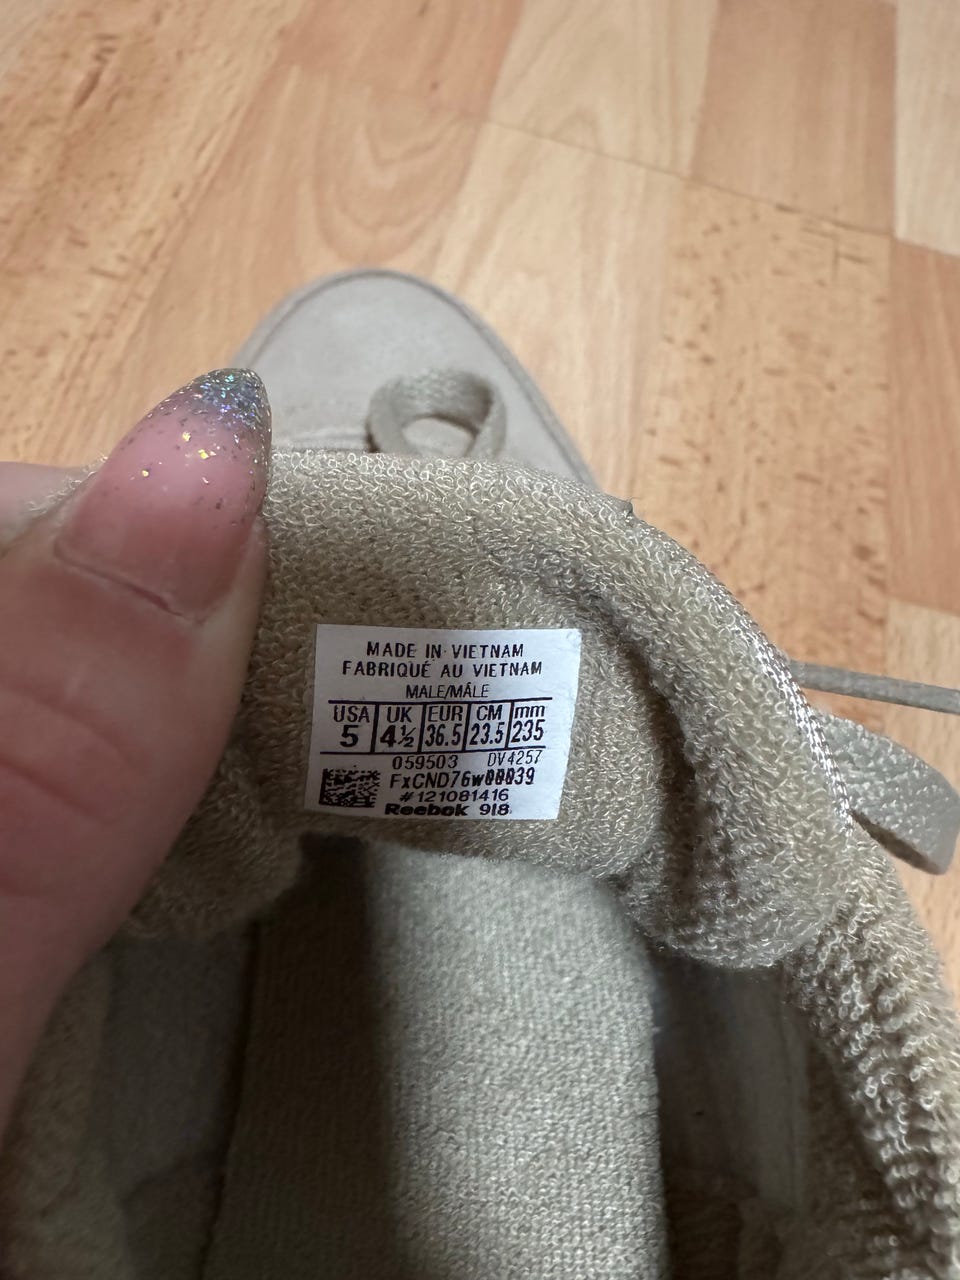 MADE IN VIETNAM
FABRIQUÉ AU VIETNAM
MALE/MÂLE
USA UK EUR CM mm
5 4½ 36.5 23.5 235
059503 DV4257
#121081416
Reebok 918